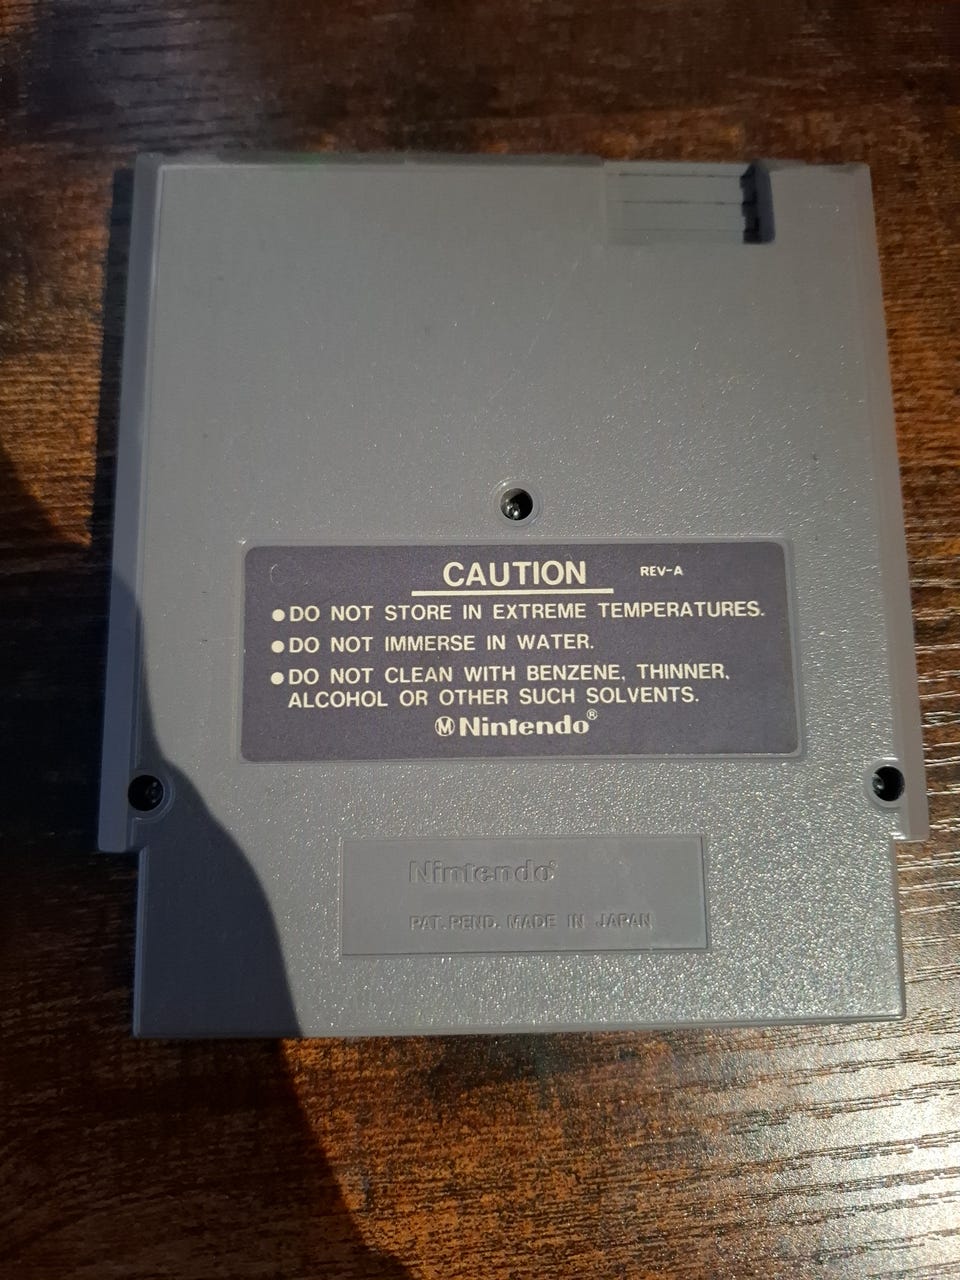 CAUTION REV-A
●DO NOT STORE IN EXTREME TEMPERATURES.
●DO NOT IMMERSE IN WATER.
●DO NOT CLEAN WITH BENZENE, THINNER,
ALCOHOL OR OTHER SUCH SOLVENTS.
Ⓜ Nintendo®
Nintendo®
PAT. PEND. MADE IN JAPAN